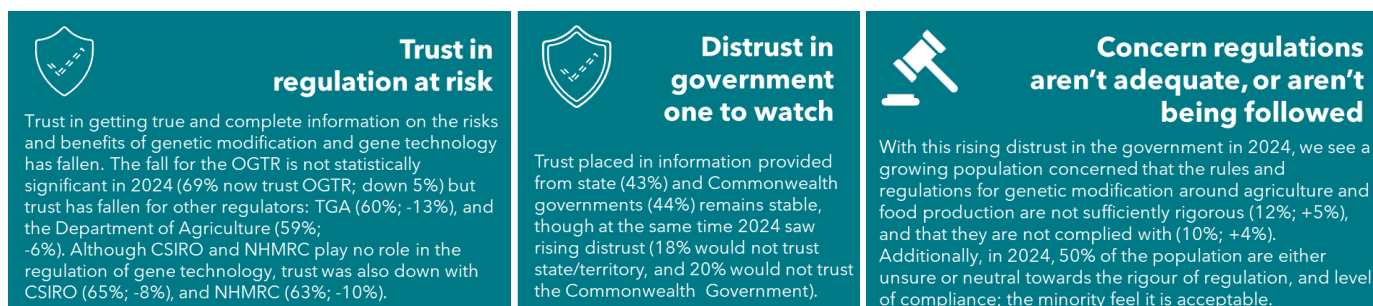 Trust in
regulation at risk
Trust in getting true and complete information on the risks
and benefits of genetic modification and gene technology
has fallen. The fall for the OGTR is not statistically
significant in 2024 (69% now trust OGTR; down 5%) but
trust has fallen for other regulators: TGA (60%; -13%), and
the Department of Agriculture (59%;
-6%). Although CSIRO and NHMRC play no role in the
regulation of gene technology, trust was also down with
CSIRO (65%; -8%), and NHMRC (63%; -10%).
Distrust in
government
one to watch
Trust placed in information provided
from state (43%) and Commonwealth
governments (44%) remains stable,
though at the same time 2024 saw
rising distrust (18% would not trust
state/territory, and 20% would not trust
the Commonwealth Government).
Concern regulations
aren't adequate, or aren't
being followed
With this rising distrust in the government in 2024, we see a
growing population concerned that the rules and
regulations for genetic modification around agriculture and
food production are not sufficiently rigorous (12%; +5%),
and that they are not complied with (10%; +4%).
Additionally, in 2024, 50% of the population are either
unsure or neutral towards the rigour of regulation, and level
of compliance; the minority feel it is acceptable.